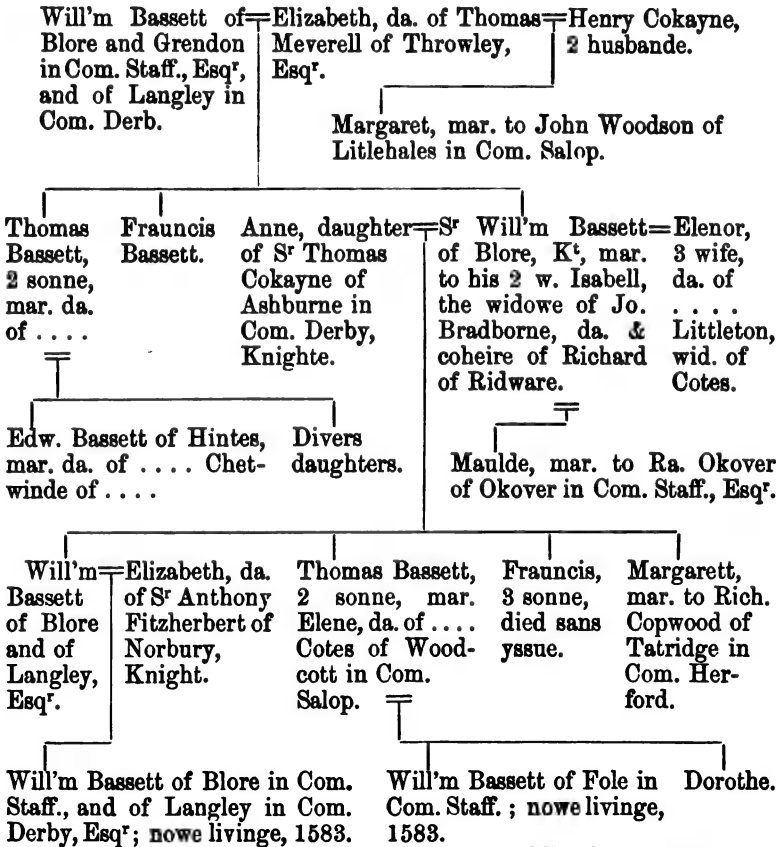 Will'm Bassett of
Blore and Grendon
in Com. Staff., Esqr,
and of Langley in
Com. Derb.
Elizabeth, da. of Thomas
Meverell of Throwley,
Esqr.
Henry Cokayne,
2 husbande.
Margaret, mar. to John Woodson of
Litlehales in Com. Salop.
Thomas
Bassett,
2 sonne,
mar. da.
of . . . .
Frauncis
Bassett.
Anne, daughter
of Sr Thomas
Cokayne of
Ashburne in
Com. Derby,
Knighte.
Sr Will'm Bassett
of Blore, Kt, mar.
to his 2 w. Isabell,
the widowe of Jo.
Bradborne, da. &
coheire of Richard
of Ridware.
Elenor,
3 wife,
da. of
. . . .
Littleton,
wid. of
Cotes.
Edw. Bassett of Hintes,
mar. da. of . . . . Chet-
winde of . . . .
Divers
daughters.
Maulde, mar. to Ra. Okover
of Okover in Com. Staff., Esqr.
Will'm
Bassett
of Blore
and of
Langley,
Esqr.
Elizabeth, da.
of Sr Anthony
Fitzherbert of
Norbury,
Knight.
Thomas Bassett,
2 sonne, mar.
Elene, da. of . . . .
Cotes of Wood-
cott in Com.
Salop.
Frauncis,
3 sonne,
died sans
yssue.
Margarett,
mar. to Rich.
Copwood of
Tatridge in
Com. Her-
ford.
Will'm Bassett of Blore in Com.
Staff., and of Langley in Com.
Derby, Esqr; nowe livinge, 1583.
Will'm Bassett of Fole in
Com. Staff. ; nowe livinge,
1583.
Dorothe.